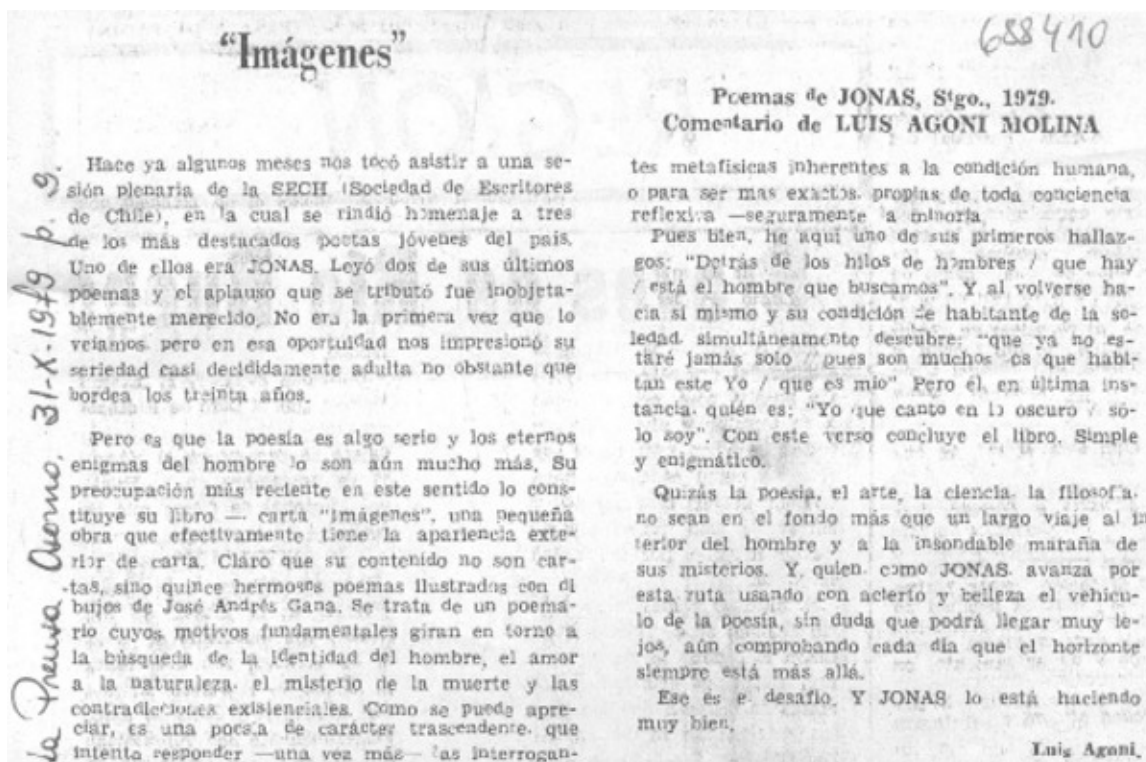 “Imágenes”
688410
Poemas de JONAS, Stgo., 1979.
Comentario de LUIS AGONI MOLINA
La Prensa Osorno, 31-X-1979 p. 9.
Hace ya algunos meses nos tocó asistir a una se-
sión plenaria de la SECH (Sociedad de Escritores
de Chile), en la cual se rindió homenaje a tres
de los más destacados poetas jóvenes del país.
Uno de ellos era JONAS. Leyó dos de sus últimos
poemas y el aplauso que se tributó fue inobjeta-
blemente merecido. No era la primera vez que lo
veíamos pero en esa oportuidad nos impresionó su
seriedad casi decididamente adulta no obstante que
bordea los treinta años.
Pero es que la poesía es algo serio y los eternos
enigmas del hombre lo son aún mucho más. Su
preocupación más reciente en este sentido lo cons-
tituye su libro — carta “Imágenes”, una pequeña
obra que efectivamente tiene la apariencia exte-
rior de carta. Claro que su contenido no son car-
tas, sino quince hermosos poemas ilustrados con di
bujos de José Andrés Gana. Se trata de un poema-
rio cuyos motivos fundamentales giran en torno a
la búsqueda de la identidad del hombre, el amor
a la naturaleza, el misterio de la muerte y las
contradicciones existenciales. Como se puede apre-
ciar, es una poesía de carácter trascendente, que
intenta responder —una vez más— las interrogan-
tes metafísicas inherentes a la condición humana,
o para ser mas exactos, propias de toda conciencia
reflexiva —seguramente la minoría.
Pues bien, he aquí uno de sus primeros hallaz-
gos: “Detrás de los hilos de hombres / que hay
/ está el hombre que buscamos”. Y al volverse ha-
cia sí mismo y su condición de habitante de la so-
ledad, simultáneamente descubre: “que ya no es-
taré jamás solo / pues son muchos los que habi-
tan este Yo / que es mío”. Pero él, en última ins-
tancia, quién es: “Yo que canto en lo oscuro / só-
lo soy”. Con este verso concluye el libro. Simple
y enigmático.
Quizás la poesía, el arte, la ciencia, la filosofía,
no sean en el fondo más que un largo viaje al in
terior del hombre y a la insondable maraña de
sus misterios. Y, quien como JONAS, avanza por
esta ruta usando con acierto y belleza el vehícu-
lo de la poesía, sin duda que podrá llegar muy le-
jos, aún comprobando cada día que el horizonte
siempre está más allá.
Ese es el desafío. Y JONAS lo está haciendo
muy bien.
Luis Agoni.